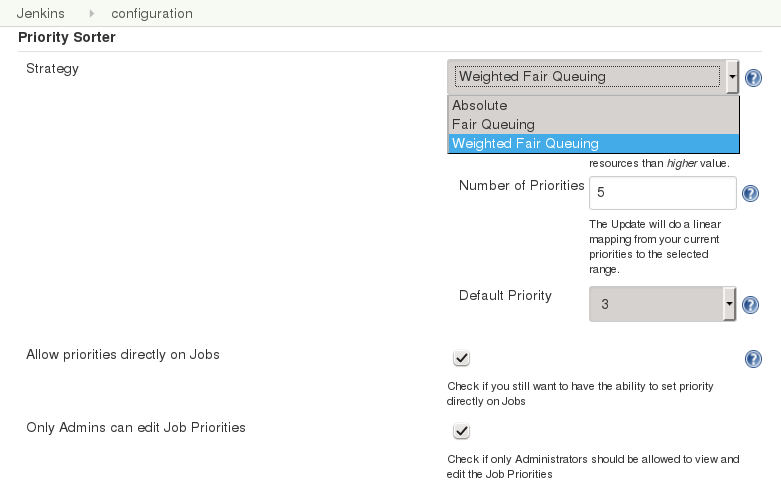 Jenkins configuration
Priority Sorter
Strategy
Weighted Fair Queuing
Absolute
Fair Queuing
Weighted Fair Queuing
resources than higher value.
Number of Priorities 5
The Update will do a linear
mapping from your current
priorities to the selected
range.
Default Priority 3
Allow priorities directly on Jobs
Check if you still want to have the ability to set priority
directly on Jobs
Only Admins can edit Job Priorities
Check if only Administrators should be allowed to view and
edit the Job Priorities